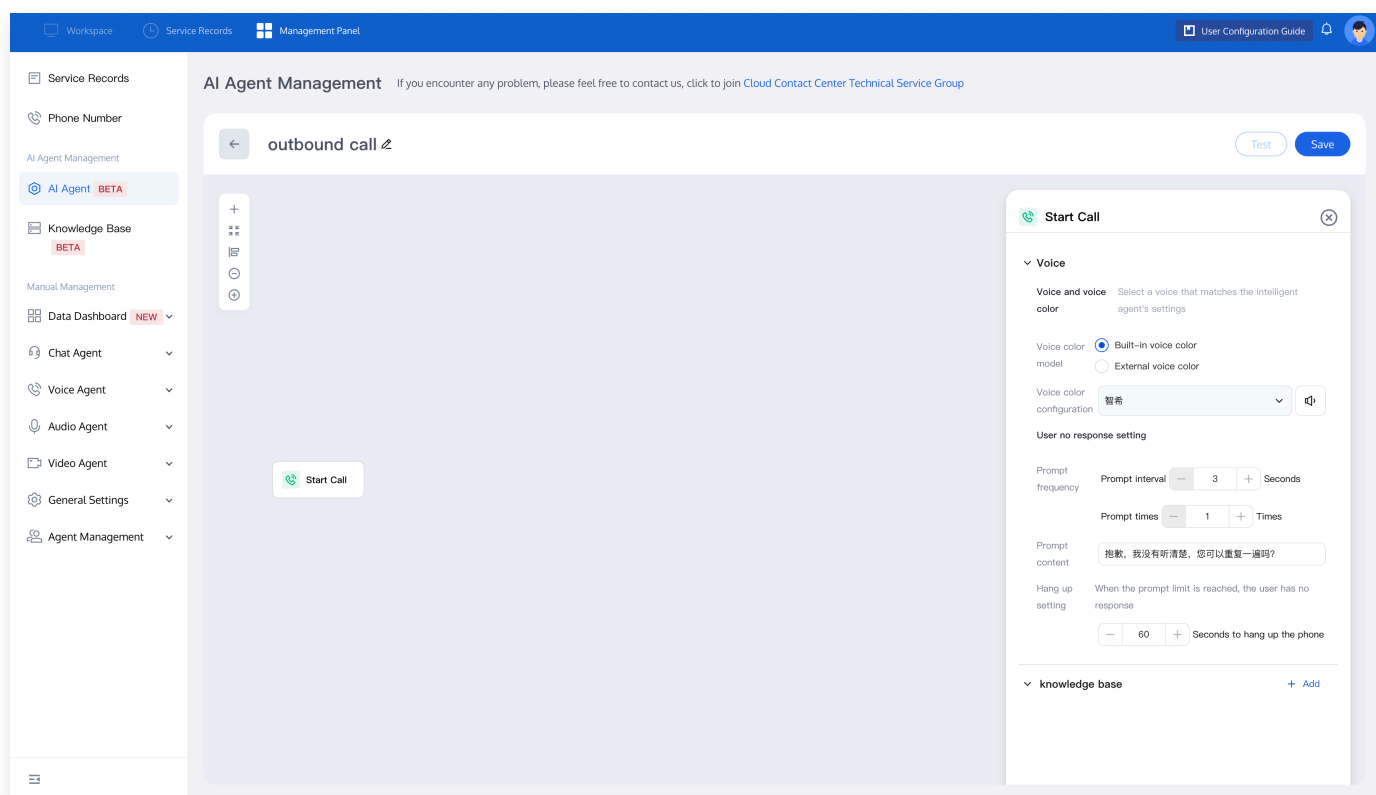 Workspace
Service Records
Management Panel
User Configuration Guide
Service Records
Phone Number
AI Agent Management
AI Agent BETA
Knowledge Base
BETA
Manual Management
Data Dashboard NEW
Chat Agent
Voice Agent
Audio Agent
Video Agent
General Settings
Agent Management
AI Agent Management If you encounter any problem, please feel free to contact us, click to join Cloud Contact Center Technical Service Group
outbound call
Test
Save
Start Call
Start Call
Voice
Voice and voice color
Select a voice that matches the intelligent
agent's settings
Voice color model
Built-in voice color
External voice color
Voice color configuration
智希
User no response setting
Prompt frequency
Prompt interval 3 Seconds
Prompt times 1 Times
Prompt content
抱歉，我没有听清楚，您可以重复一遍吗?
Hang up setting
When the prompt limit is reached, the user has no
response
60 Seconds to hang up the phone
knowledge base
+ Add